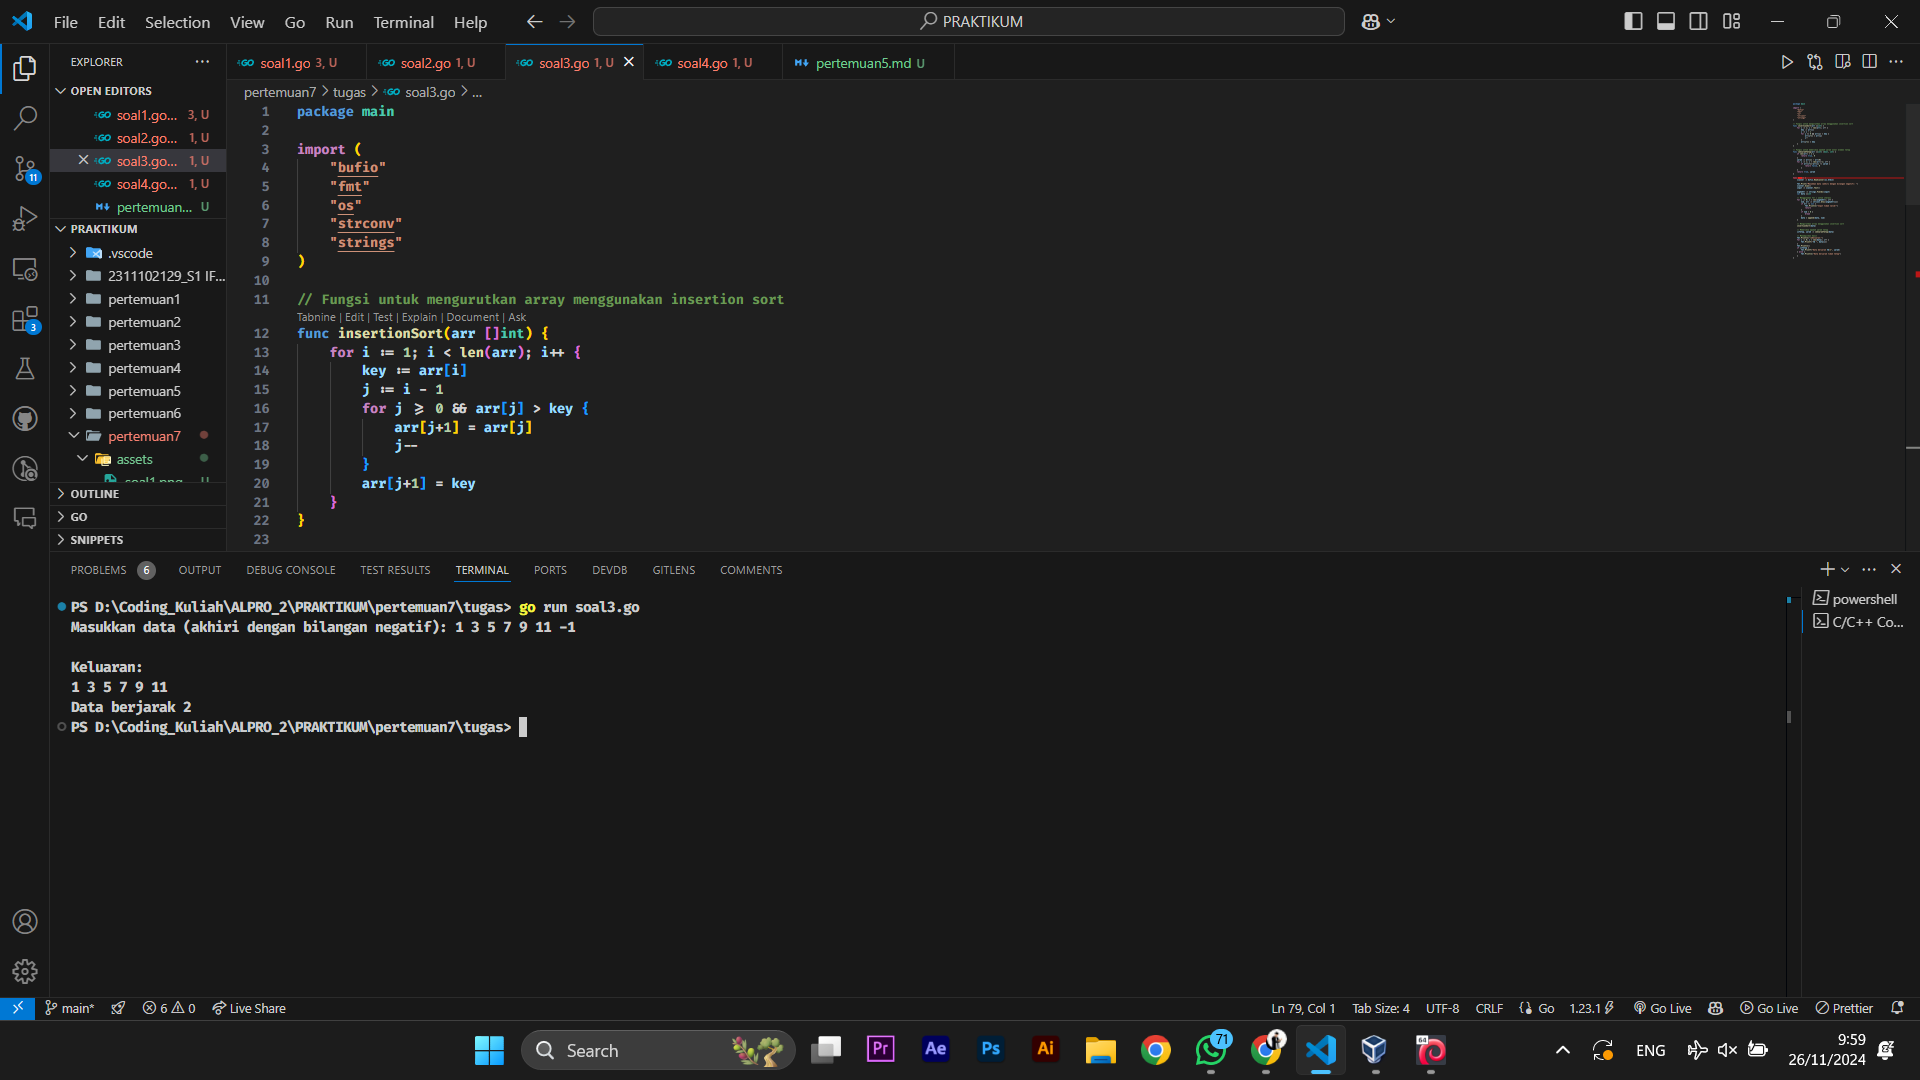 File Edit Selection View Go Run Terminal Help
PRAKTIKUM
EXPLORER
OPEN EDITORS
soal1.go... 3, U
soal2.go... 1, U
soal3.go... 1, U
soal4.go... 1, U
pertemuan... U
PRAKTIKUM
.vscode
2311102129_S1 IF...
pertemuan1
pertemuan2
pertemuan3
pertemuan4
pertemuan5
pertemuan6
pertemuan7
assets
soal1.png U
OUTLINE
GO
SNIPPETS
11
3
soal1.go 3, U
soal2.go 1, U
soal3.go 1, U
soal4.go 1, U
pertemuan5.md U
pertemuan7 > tugas > soal3.go > ...
1 package main
2
3 import (
4 "bufio"
5 "fmt"
6 "os"
7 "strconv"
8 "strings"
9 )
10
11 // Fungsi untuk mengurutkan array menggunakan insertion sort
Tabnine | Edit | Test | Explain | Document | Ask
12 func insertionSort(arr []int) {
13 for i := 1; i < len(arr); i++ {
14 key := arr[i]
15 j := i - 1
16 for j >= 0 && arr[j] > key {
17 arr[j+1] = arr[j]
18 j--
19 }
20 arr[j+1] = key
21 }
22 }
23
PROBLEMS 6 OUTPUT DEBUG CONSOLE TEST RESULTS TERMINAL PORTS DEVDB GITLENS COMMENTS
PS D:\Coding_Kuliah\ALPRO_2\PRAKTIKUM\pertemuan7\tugas> go run soal3.go
Masukkan data (akhiri dengan bilangan negatif): 1 3 5 7 9 11 -1
Keluaran:
1 3 5 7 9 11
Data berjarak 2
PS D:\Coding_Kuliah\ALPRO_2\PRAKTIKUM\pertemuan7\tugas>
powershell
C/C++ Co...
main* 6 0 Live Share
Ln 79, Col 1 Tab Size: 4 UTF-8 CRLF Go 1.23.1 Go Live Go Live Prettier
Search
Pr Ae Ps Ai 71 64
ENG
9:59
26/11/2024